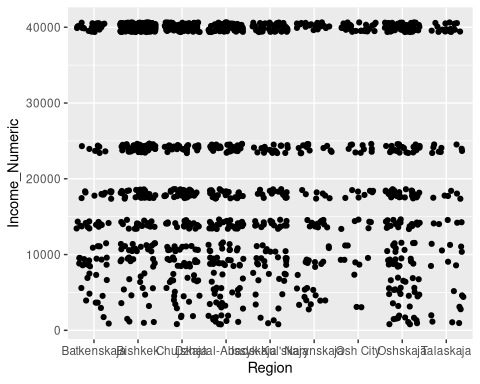 40000
30000
20000
10000
0
Income_Numeric
Batkenskaja
Bishkek
Chujskaja
Oshskaja
Talaskaja
Osh City
Region